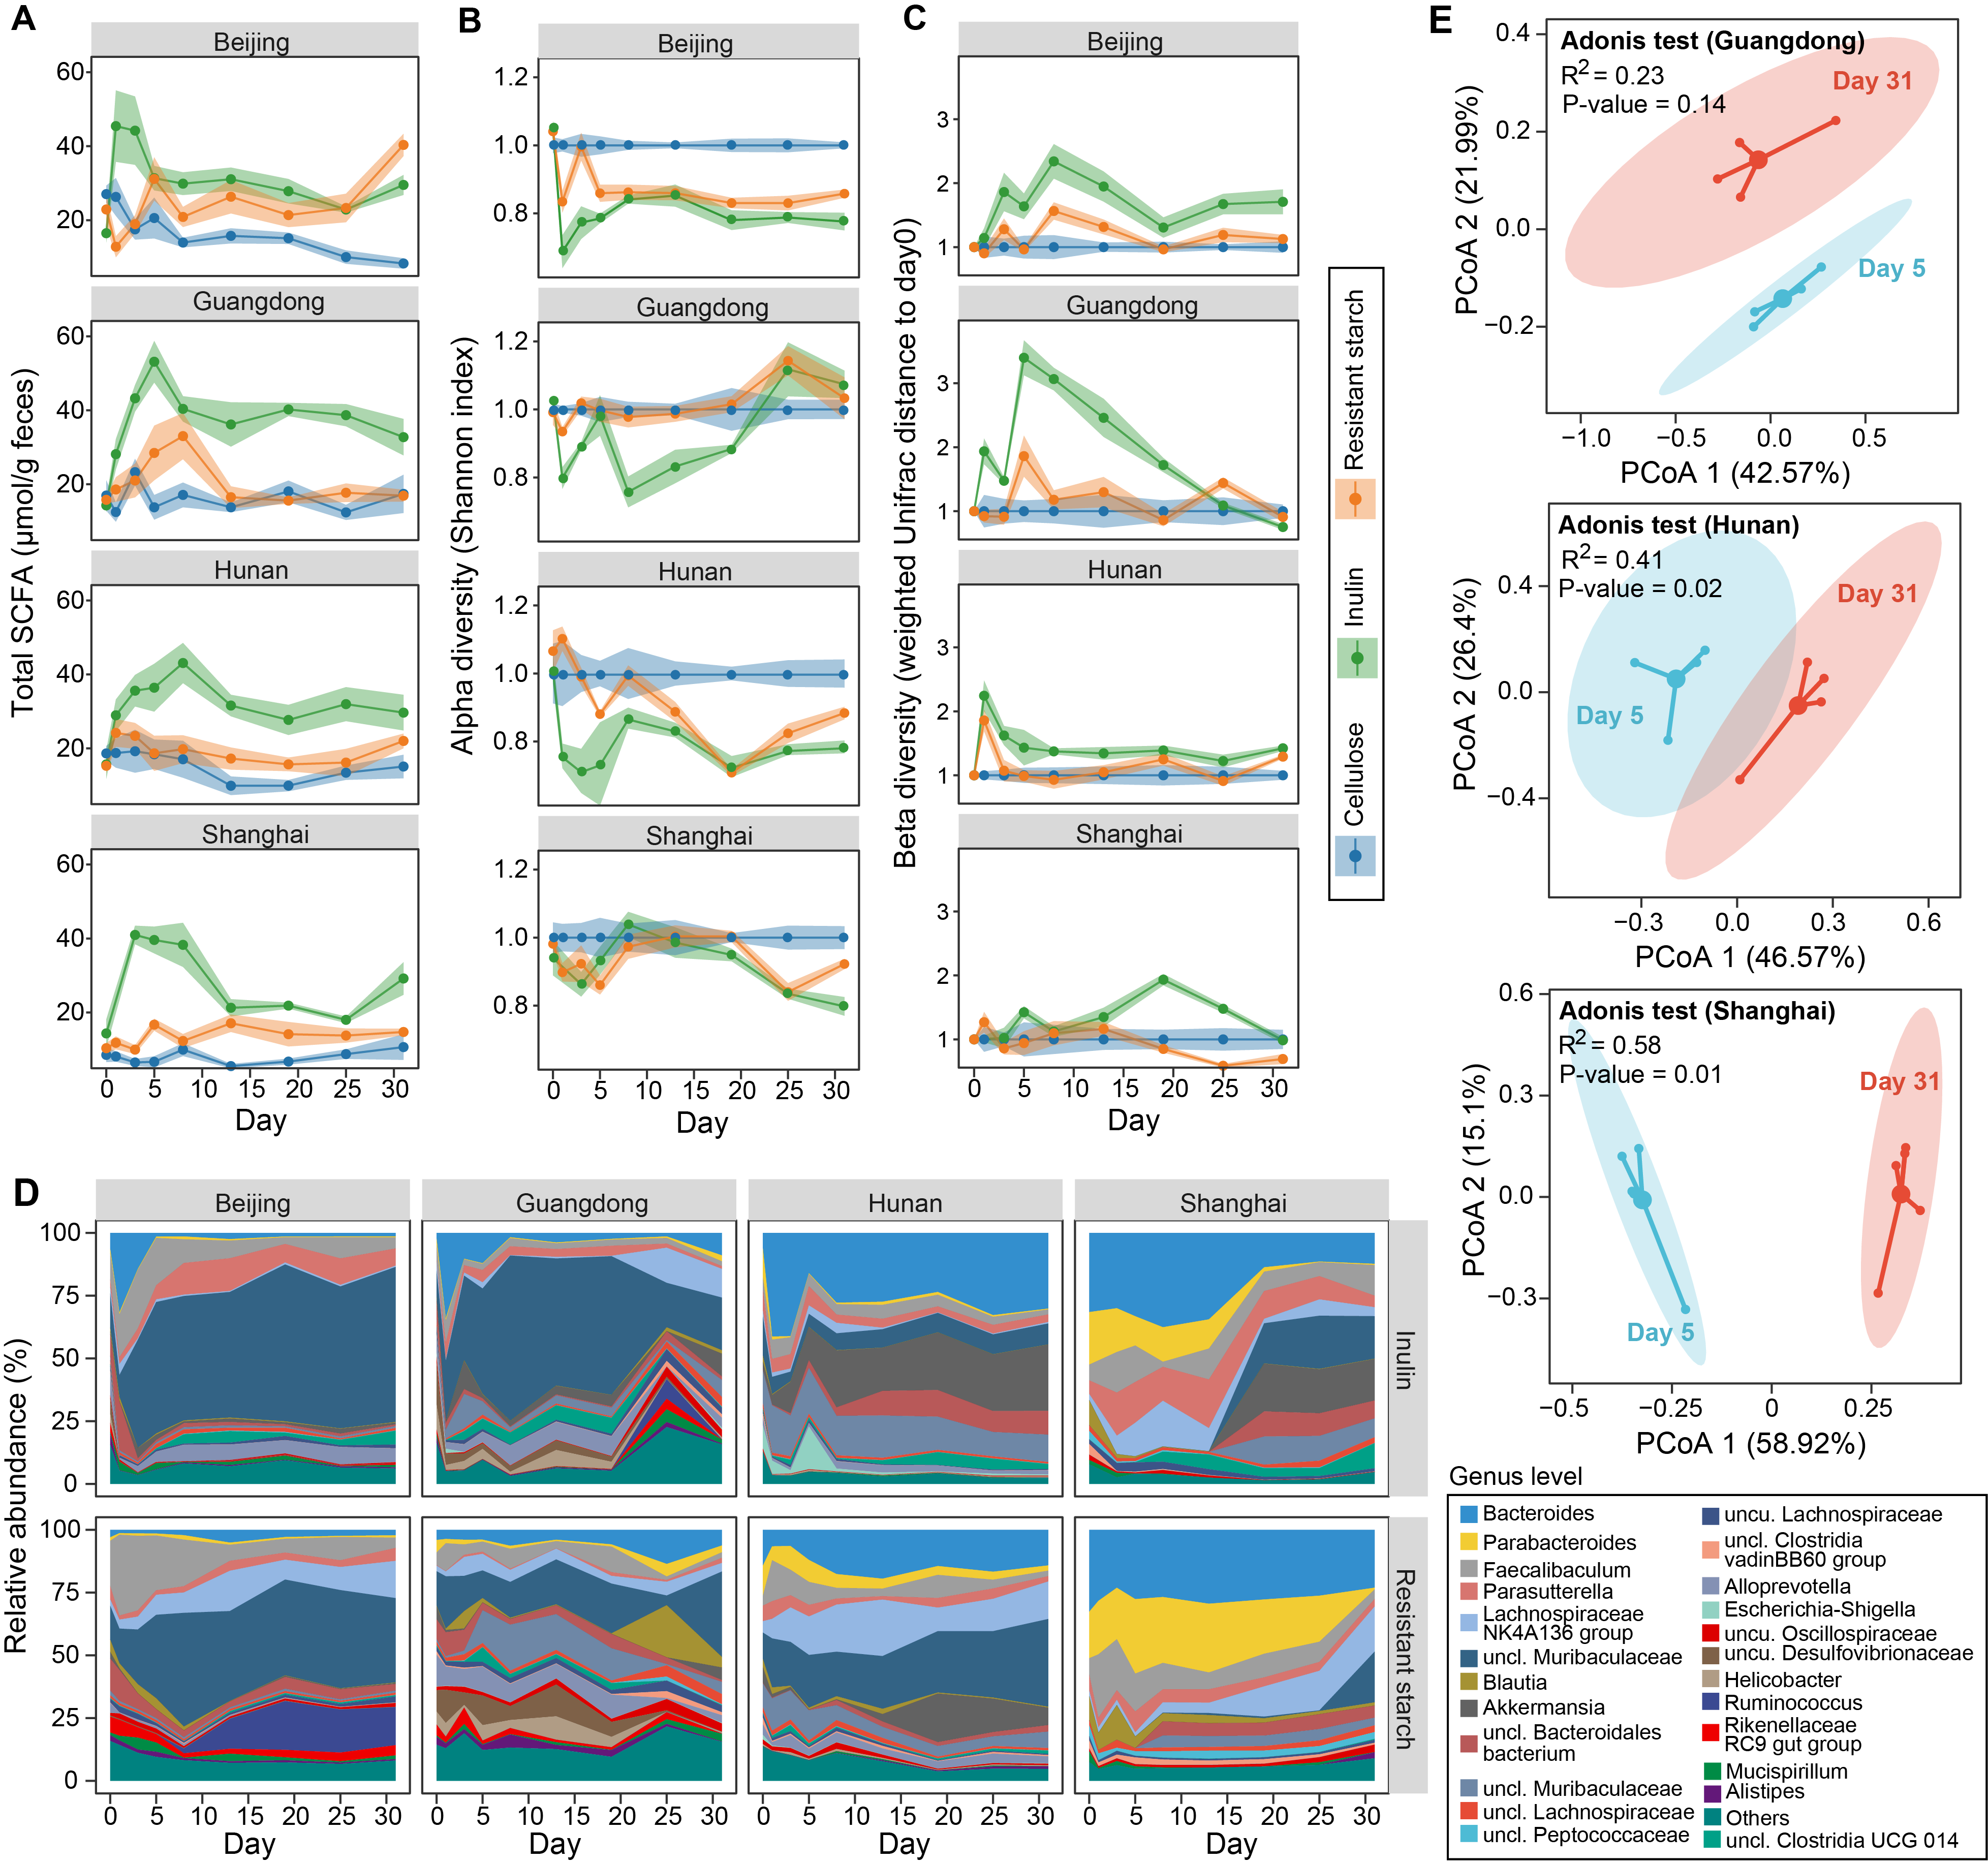 A
Beijing
60
40
20
Guangdong
60
40
20
Hunan
60
40
20
Shanghai
60
40
20
0 5 10 15 20 25 30
Day
Total SCFA (μmol/g feces)
B
Beijing
1.2
1.0
0.8
Guangdong
1.2
1.0
0.8
Hunan
1.2
1.0
0.8
Shanghai
1.2
1.0
0.8
0 5 10 15 20 25 30
Day
Alpha diversity (Shannon index)
C
Beijing
3
2
1
Guangdong
3
2
1
Hunan
3
2
1
Shanghai
3
2
1
0 5 10 15 20 25 30
Day
Beta diversity (weighted Unifrac distance to day0)
Resistant starch
Inulin
Cellulose
E
Adonis test (Guangdong)
R2 = 0.23
P-value = 0.14
Day 31
Day 5
0.4
0.2
0.0
−0.2
−1.0 −0.5 0.0 0.5
PCoA 1 (42.57%)
PCoA 2 (21.99%)
Adonis test (Hunan)
R2 = 0.41
P-value = 0.02
Day 31
Day 5
0.4
0.0
−0.4
−0.3 0.0 0.3 0.6
PCoA 1 (46.57%)
PCoA 2 (26.4%)
Adonis test (Shanghai)
R2 = 0.58
P-value = 0.01
Day 31
Day 5
0.6
0.3
0.0
−0.3
−0.5 −0.25 0 0.25
PCoA 1 (58.92%)
PCoA 2 (15.1%)
D
Beijing Guangdong Hunan Shanghai
100
75
50
25
0
Inulin
100
75
50
25
0
Resistant starch
0 5 10 15 20 25 30 0 5 10 15 20 25 30 0 5 10 15 20 25 30 0 5 10 15 20 25 30
Day Day Day Day
Relative abundance (%)
Genus level
Bacteroides
Parabacteroides
Faecalibaculum
Parasutterella
Lachnospiraceae
NK4A136 group
uncl. Muribaculaceae
Blautia
Akkermansia
uncl. Bacteroidales
bacterium
uncl. Muribaculaceae
uncl. Lachnospiraceae
uncl. Peptococcaceae
uncu. Lachnospiraceae
uncl. Clostridia
vadinBB60 group
Alloprevotella
Escherichia-Shigella
uncu. Oscillospiraceae
uncu. Desulfovibrionaceae
Helicobacter
Ruminococcus
Rikenellaceae
RC9 gut group
Mucispirillum
Alistipes
Others
uncl. Clostridia UCG 014